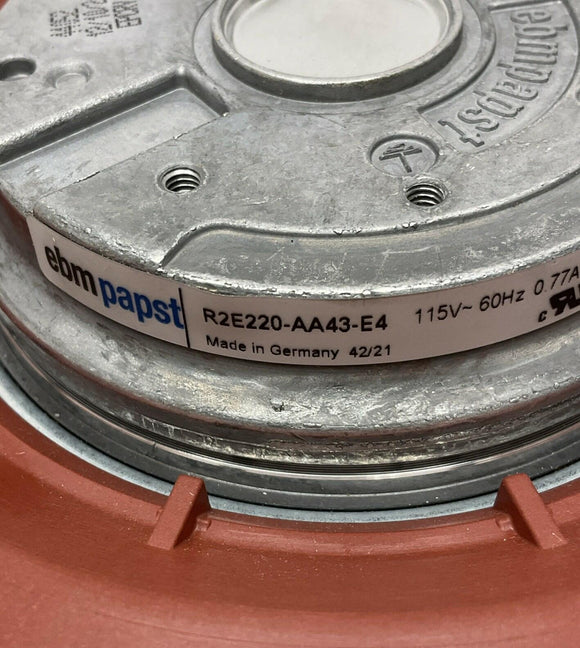 ebmpapst
ebmpapst
R2E220-AA43-E4
115V~ 60Hz 0.77A
Made in Germany 42/21
c